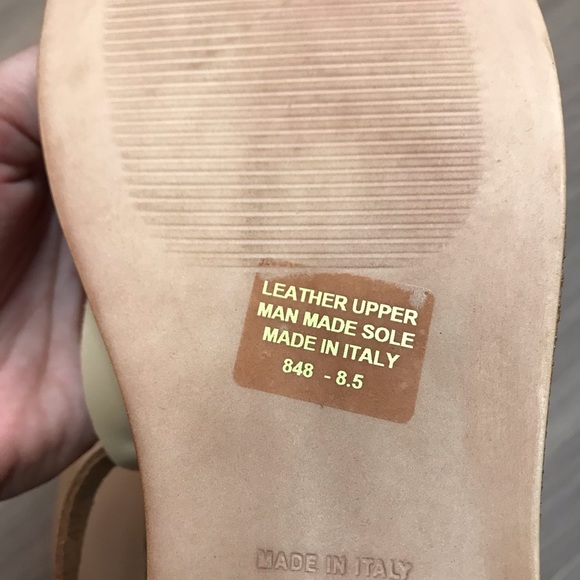 LEATHER UPPER
MAN MADE SOLE
MADE IN ITALY
848 - 8.5
MADE IN ITALY